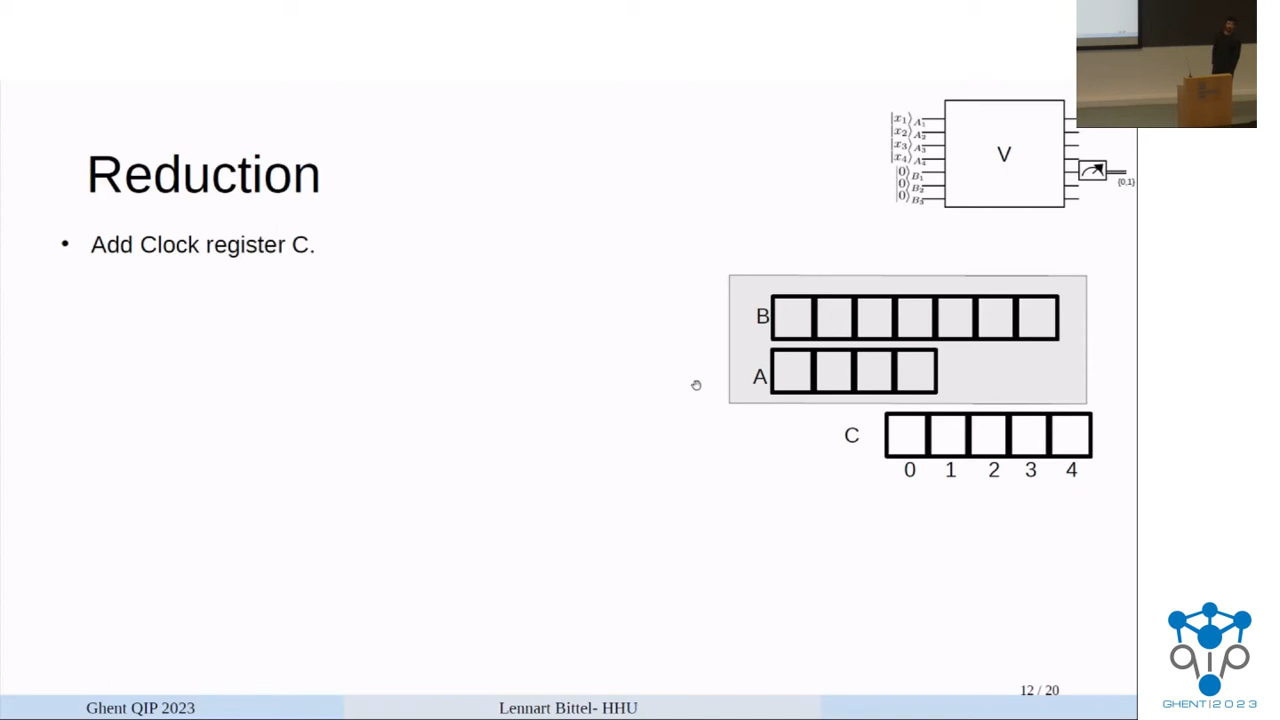 Reduction
• Add Clock register C.
|x₁⟩A₁
|x₂⟩A₂
|x₃⟩A₃
|x₄⟩A₄
|0⟩B₁
|0⟩B₂
|0⟩B₃
V
{0,1}
B
A
C
0 1 2 3 4
12 / 20
Ghent QIP 2023
Lennart Bittel- HHU
qip
GHENT|2023